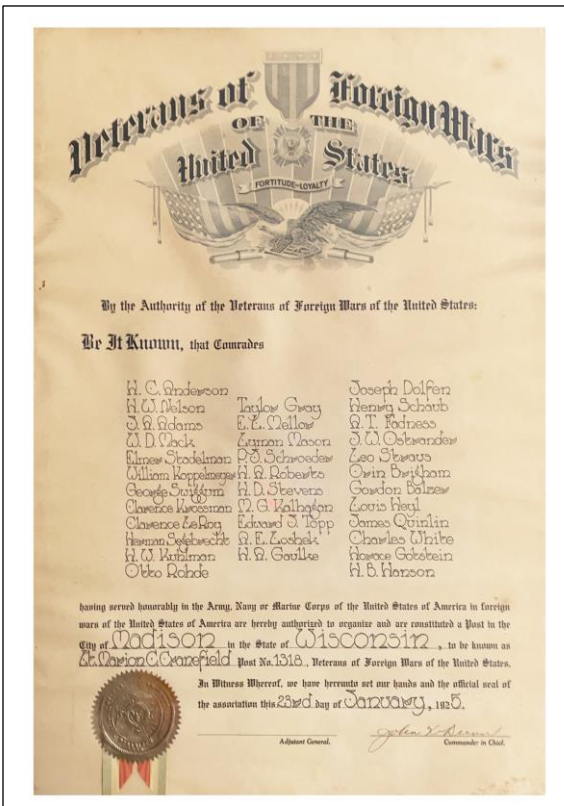 Veterans of Foreign Wars
OF THE
United States
FORTITUDE-LOYALTY
By the Authority of the Veterans of Foreign Wars of the United States:
Be It Known, that Comrades
H. C. Anderson
H. W. Nelson
J. A. Adams
W. D. Mack
Elmer Stadelman
William Koppelmeyer
George Swiggum
Clarence Krossman
Clarence LeRoy
Herman
H. W. Kuhlman
Otto Rohde
Taylor Gray
E. E. Mellor
Lyman Mason
P. J. Schroeder
H. A. Roberts
H. D. Stevens
M. G. Kalhagan
Edward J. Topp
A. E. Loshek
H. A. Gaulke
Joseph Dolfen
Henry Schaub
A. T. Fadness
J. W. Ostrander
Leo Straus
Orin Brigham
Gordon Balzer
Louis Heyl
James Quinlin
Charles White
Horace Gotstein
H. B. Hanson
having served honorably in the Army, Navy or Marine Corps of the United States of America in foreign
wars of the United States of America are hereby authorized to organize and are constituted a Post in the
City of Madison in the State of Wisconsin, to be known as
Lt. Marion C. Cranefield Post No. 1318, Veterans of Foreign Wars of the United States.
In Witness Whereof, we have hereunto set our hands and the official seal of
the association this 23rd day of January, 1925.
Adjutant General.
Commander in Chief.